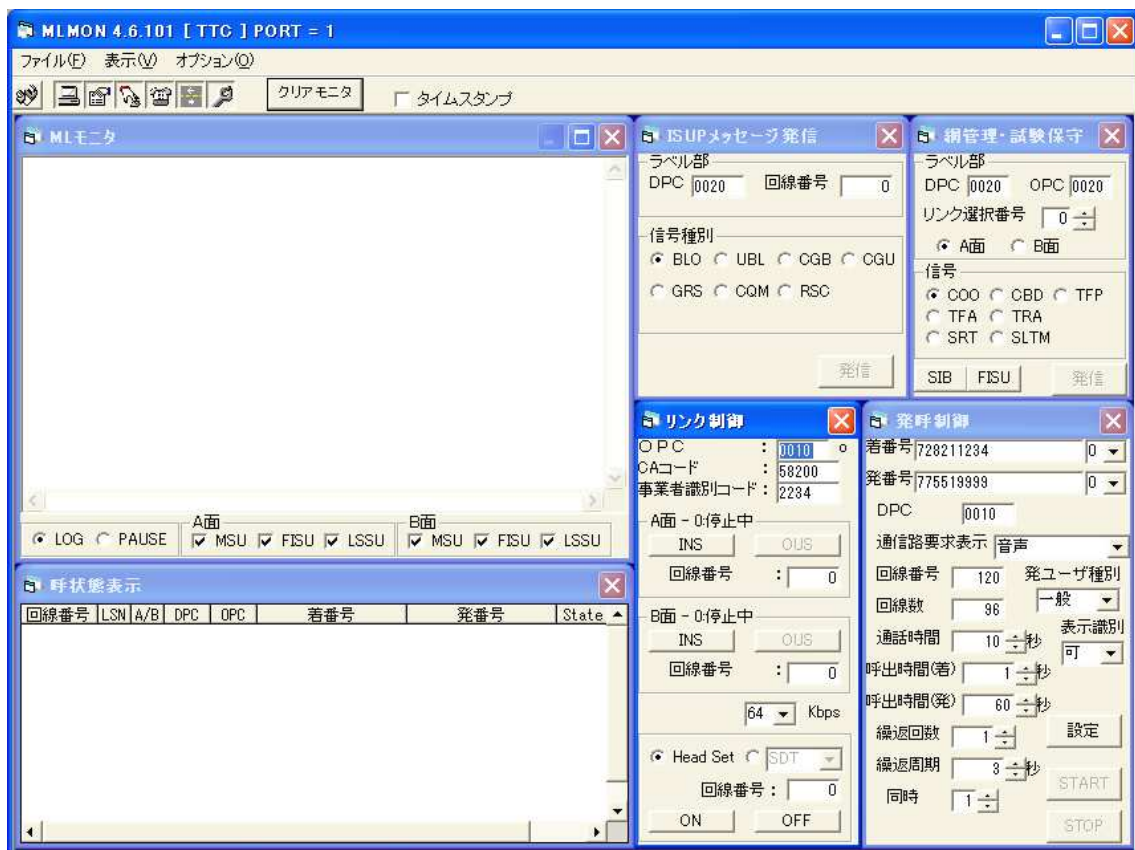 MLMON 4.6.101 [ TTC ] PORT = 1
ファイル(F) 表示(V) オプション(O)
クリアモニタ タイムスタンプ
MLモニタ
LOG PAUSE
A面
MSU FISU LSSU
B面
MSU FISU LSSU
呼状態表示
回線番号 LSN A/B DPC OPC 着番号 発番号 State
ISUPメッセージ発信
ラベル部
DPC 0020 回線番号 0
信号種別
BLO UBL CGB CGU
GRS CQM RSC
発信
網管理・試験保守
ラベル部
DPC 0020 OPC 0020
リンク選択番号 0
A面 B面
信号
COO CBD TFP
TFA TRA
SRT SLTM
SIB FISU 発信
リンク制御
OPC : 0010 o
CAコード : 58200
事業者識別コード : 2234
A面 - 0:停止中
INS OUS
回線番号 : 0
B面 - 0:停止中
INS OUS
回線番号 : 0
64 Kbps
Head Set SDT
回線番号 : 0
ON OFF
発呼制御
着番号 728211234 0
発番号 775519999 0
DPC 0010
通信路要求表示 音声
回線番号 120 発ユーザ種別
一般
回線数 96
表示識別
通話時間 10 秒
可
呼出時間(着) 1 秒
呼出時間(発) 60 秒
繰返回数 1 設定
繰返周期 3 秒
START
同時 1
STOP